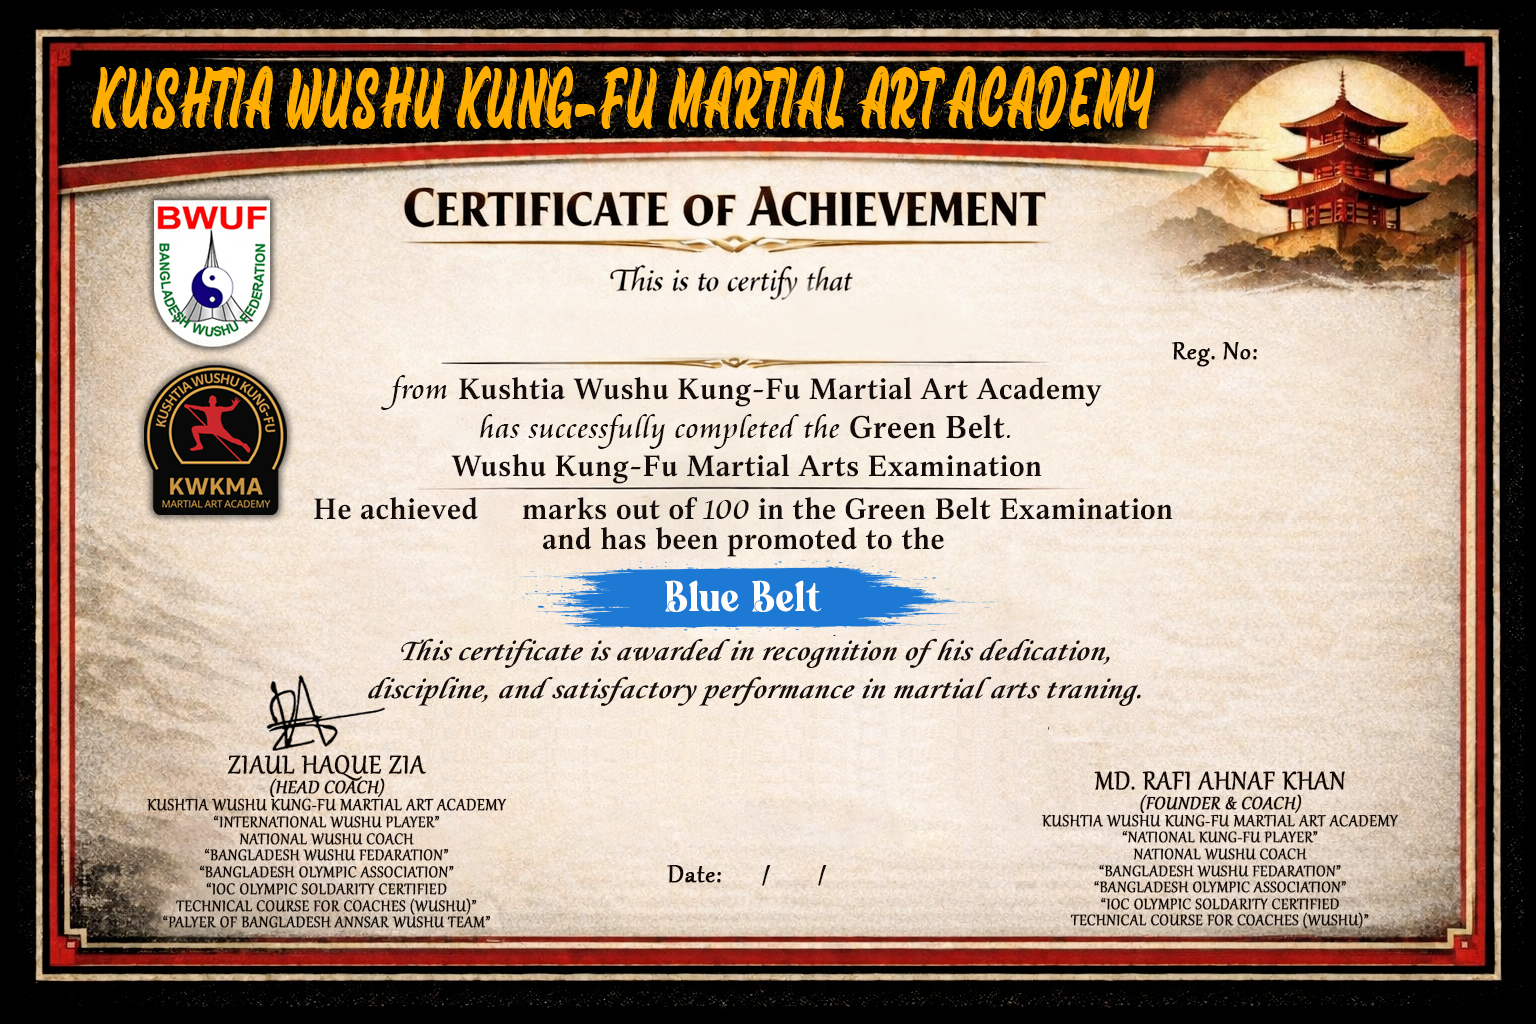 KUSHTIA WUSHU KUNG-FU MARTIAL ART ACADEMY
CERTIFICATE OF ACHIEVEMENT
This is to certify that
BWUF
BANGLADESH WUSHU FEDERATION
Reg. No:
KUSHTIA WUSHU KUNG-FU
KWKMA
MARTIAL ART ACADEMY
from Kushtia Wushu Kung-Fu Martial Art Academy
has successfully completed the Green Belt.
Wushu Kung-Fu Martial Arts Examination
He achieved marks out of 100 in the Green Belt Examination
and has been promoted to the
Blue Belt
This certificate is awarded in recognition of his dedication,
discipline, and satisfactory performance in martial arts traning.
ZIAUL HAQUE ZIA
(HEAD COACH)
KUSHTIA WUSHU KUNG-FU MARTIAL ART ACADEMY
“INTERNATIONAL WUSHU PLAYER”
NATIONAL WUSHU COACH
“BANGLADESH WUSHU FEDARATION”
“BANGLADESH OLYMPIC ASSOCIATION”
“IOC OLYMPIC SOLDARITY CERTIFIED
TECHNICAL COURSE FOR COACHES (WUSHU)”
“PALYER OF BANGLADESH ANNSAR WUSHU TEAM”
Date: / /
MD. RAFI AHNAF KHAN
(FOUNDER & COACH)
KUSHTIA WUSHU KUNG-FU MARTIAL ART ACADEMY
“NATIONAL KUNG-FU PLAYER”
NATIONAL WUSHU COACH
“BANGLADESH WUSHU FEDARATION”
“BANGLADESH OLYMPIC ASSOCIATION”
“IOC OLYMPIC SOLDARITY CERTIFIED
TECHNICAL COURSE FOR COACHES (WUSHU)”